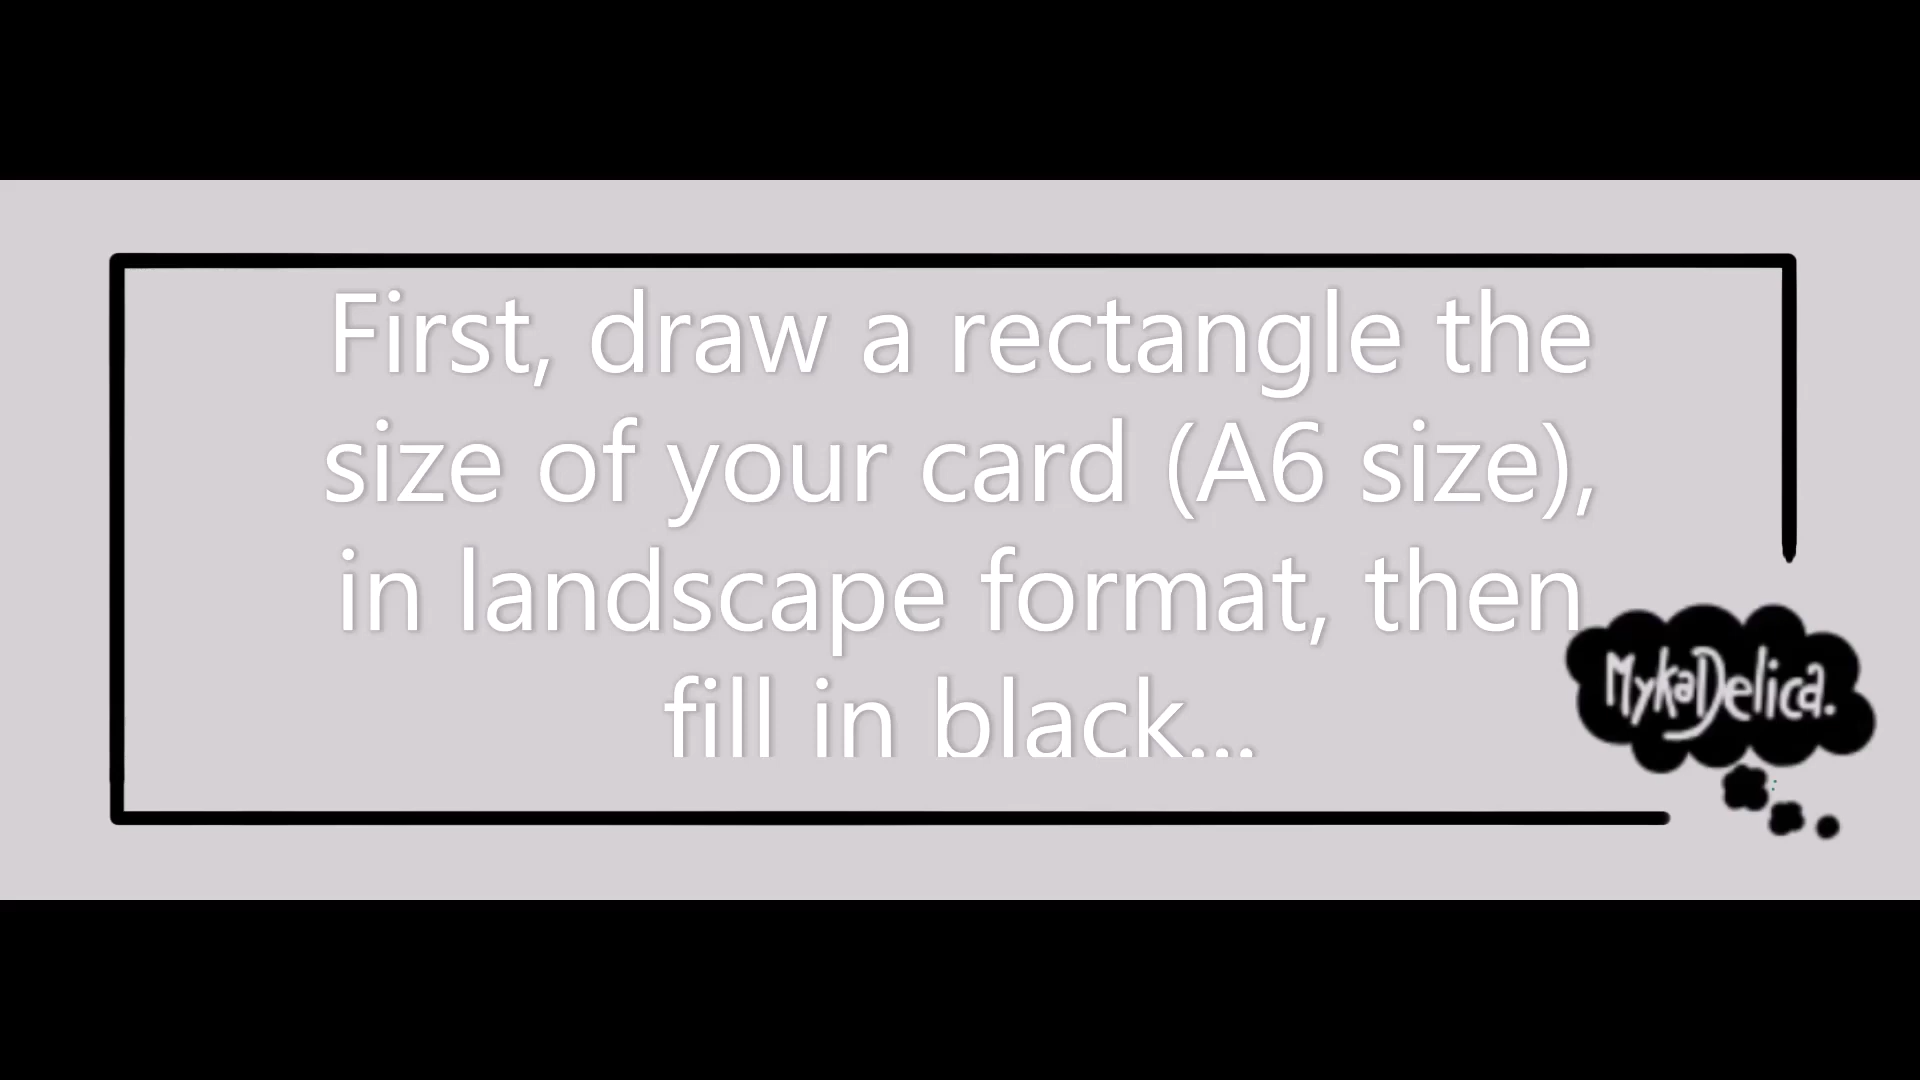 First, draw a rectangle the
size of your card (A6 size),
in landscape format, then
fill in black...
MykaDelica.